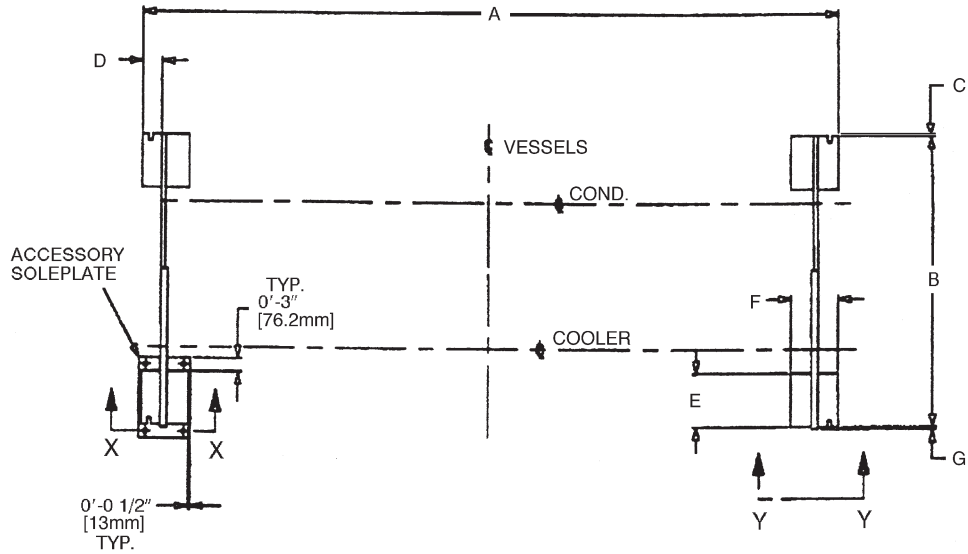 A
D
C
VESSELS
COND.
ACCESSORY
SOLEPLATE
TYP.
0'-3"
[76.2mm]
B
F
COOLER
E
X
X
G
0'-0 1/2"
[13mm]
TYP.
Y
Y